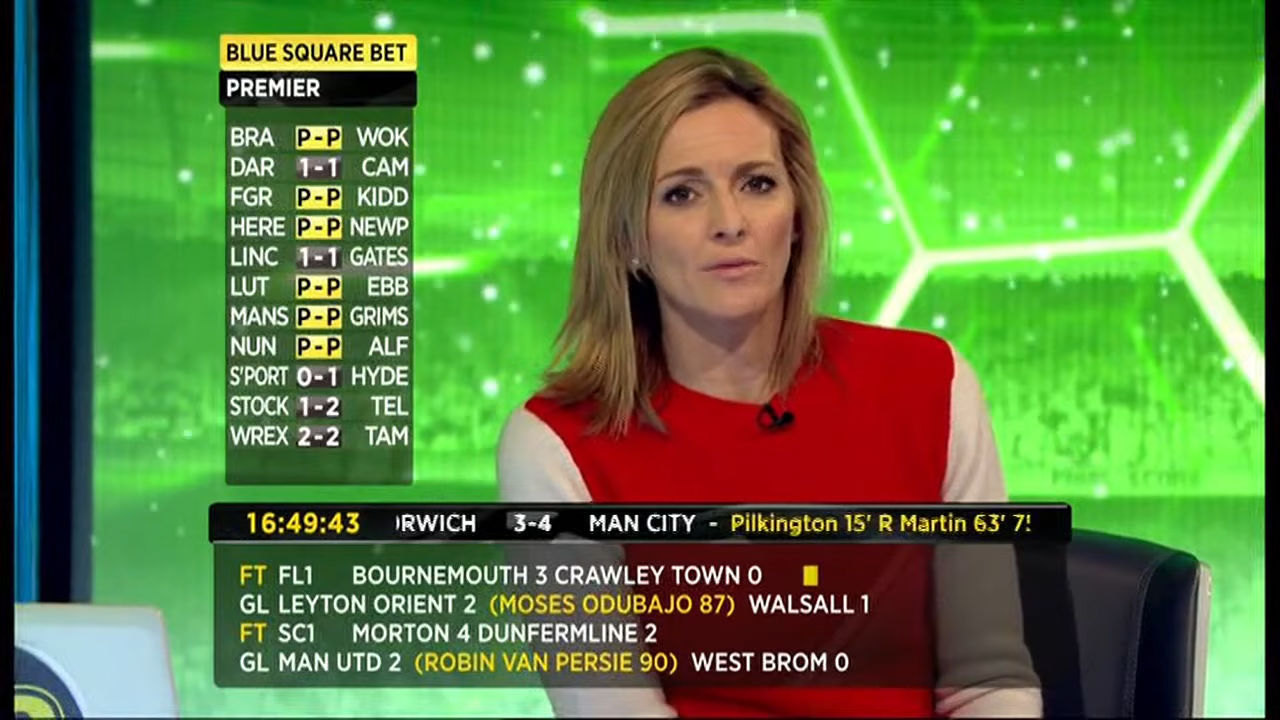 BLUE SQUARE BET
PREMIER
BRA P-P WOK
DAR 1-1 CAM
FGR P-P KIDD
HERE P-P NEWP
LINC 1-1 GATES
LUT P-P EBB
MANS P-P GRIMS
NUN P-P ALF
S'PORT 0-1 HYDE
STOCK 1-2 TEL
WREX 2-2 TAM
16:49:43 ORWICH 3-4 MAN CITY - Pilkington 15' R Martin 63' 75
FT FL1 BOURNEMOUTH 3 CRAWLEY TOWN 0
GL LEYTON ORIENT 2 (MOSES ODUBAJO 87) WALSALL 1
FT SC1 MORTON 4 DUNFERMLINE 2
GL MAN UTD 2 (ROBIN VAN PERSIE 90) WEST BROM 0